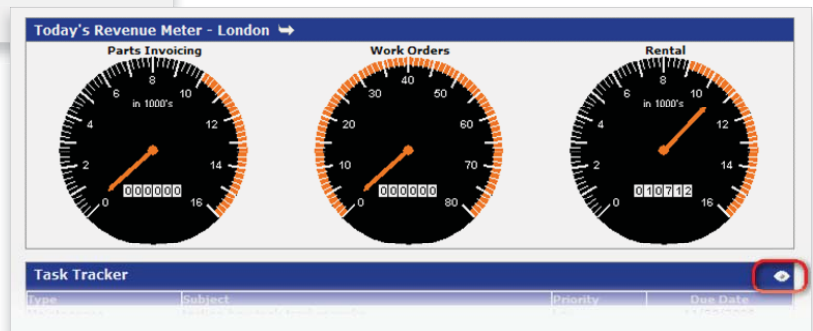 Today's Revenue Meter - London
Parts Invoicing
0 2 4 6 8 10 12 14 16
in 1000's
000000
Work Orders
0 10 20 30 40 50 60 70 80
000000
Rental
0 2 4 6 8 10 12 14 16
in 1000's
010712
Task Tracker
Type Subject Priority Due Date